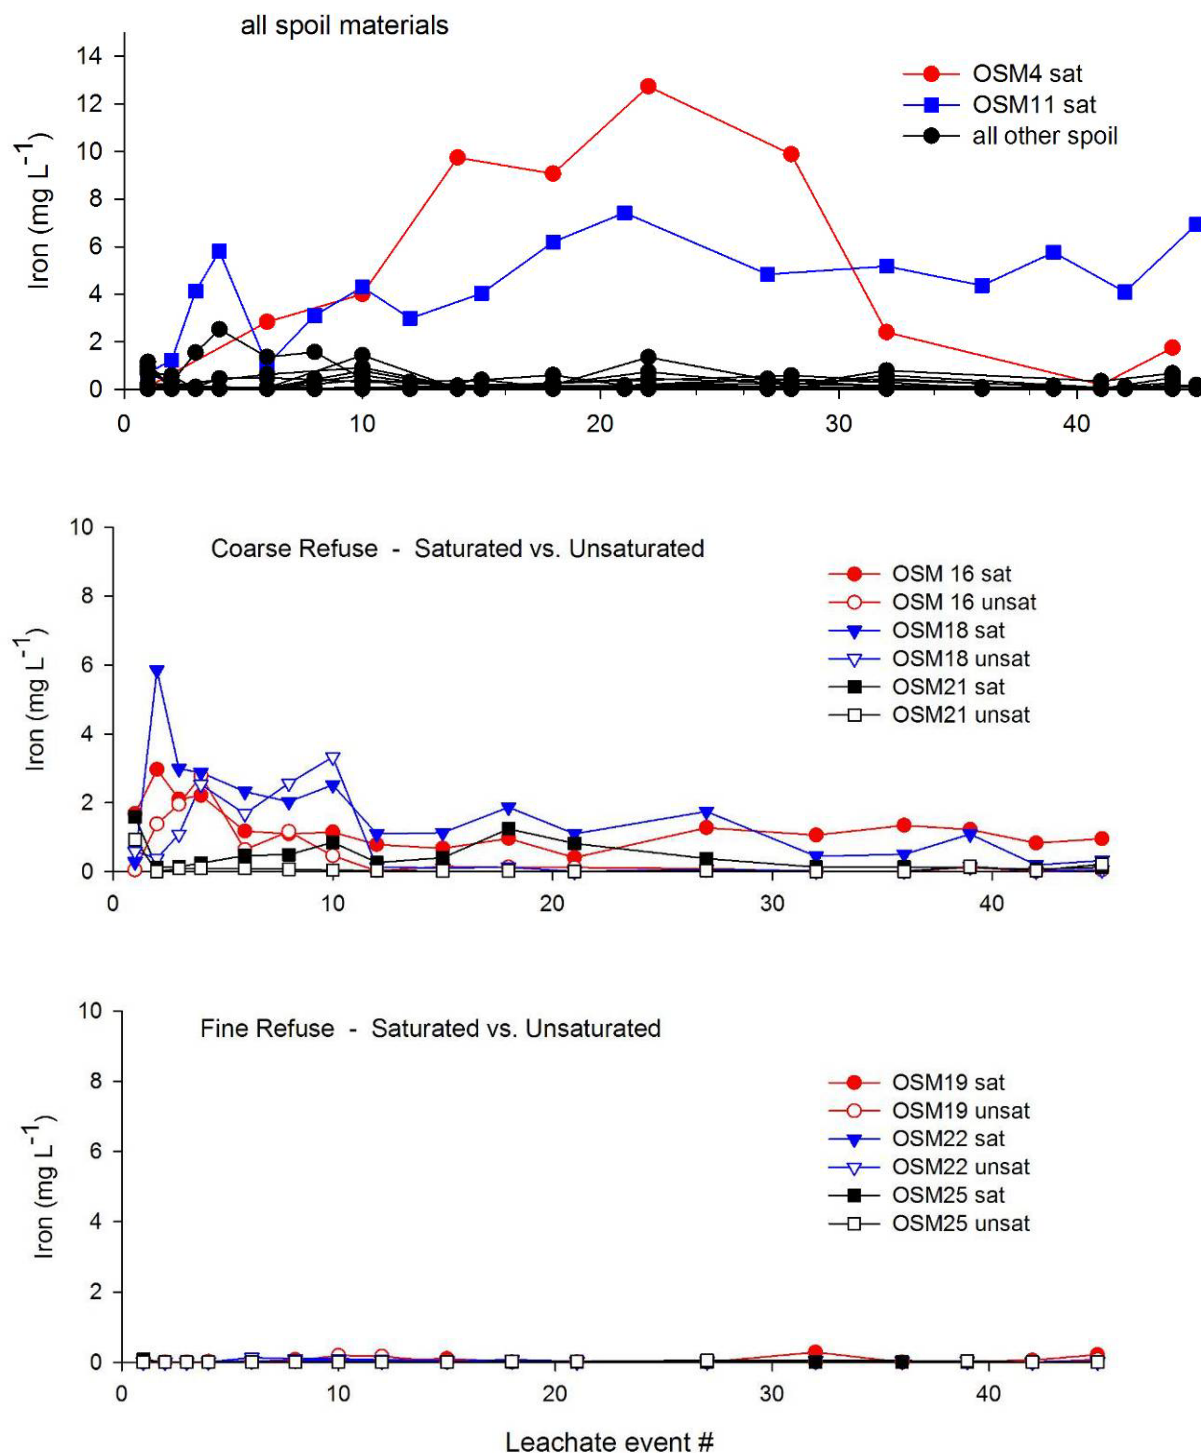 all spoil materials
14
12
10
8
6
4
2
0
Iron (mg L-1)
OSM4 sat
OSM11 sat
all other spoil
0 10 20 30 40
10
8
6
4
2
0
Iron (mg L-1)
Coarse Refuse - Saturated vs. Unsaturated
OSM 16 sat
OSM 16 unsat
OSM18 sat
OSM18 unsat
OSM21 sat
OSM21 unsat
0 10 20 30 40
10
8
6
4
2
0
Iron (mg L-1)
Fine Refuse - Saturated vs. Unsaturated
OSM19 sat
OSM19 unsat
OSM22 sat
OSM22 unsat
OSM25 sat
OSM25 unsat
0 10 20 30 40
Leachate event #